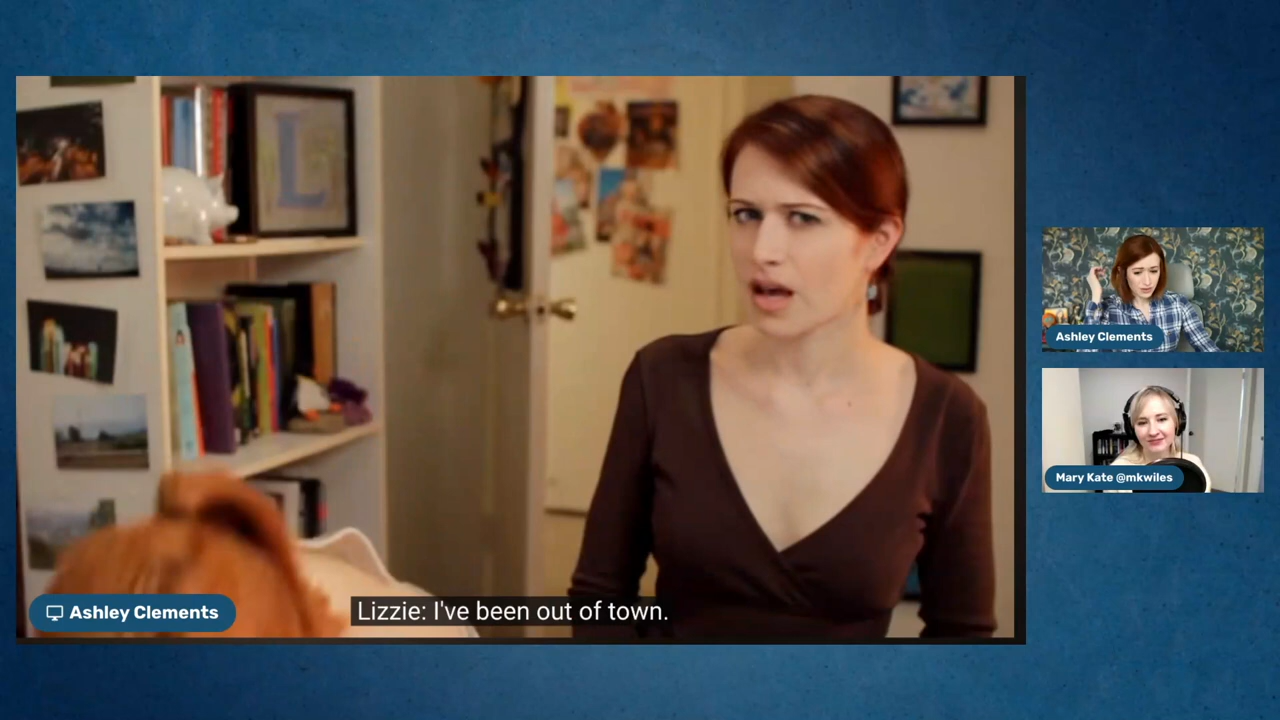 L
Ashley Clements
Lizzie: I've been out of town.
Ashley Clements
Mary Kate @mkwiles